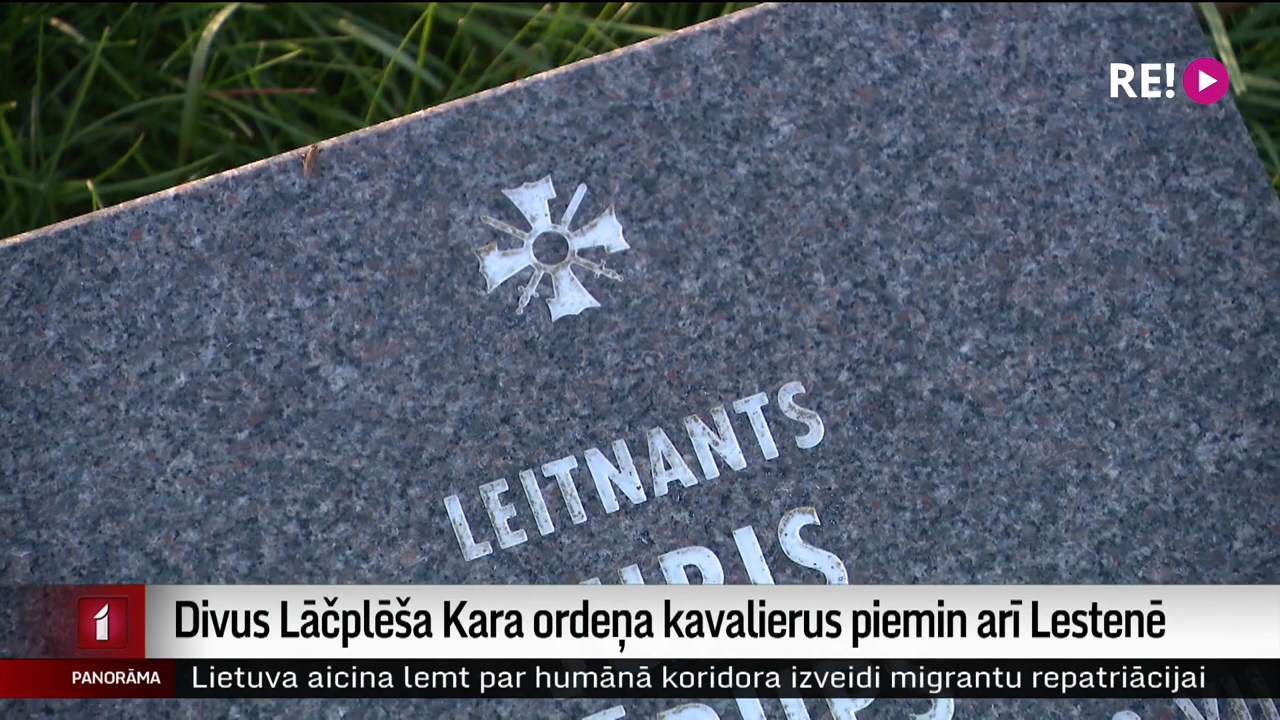 RE!
LEITNANTS
1
Divus Lāčplēša Kara ordeņa kavalierus piemin arī Lestenē
PANORĀMA
Lietuva aicina lemt par humānā koridora izveidi migrantu repatriācijai